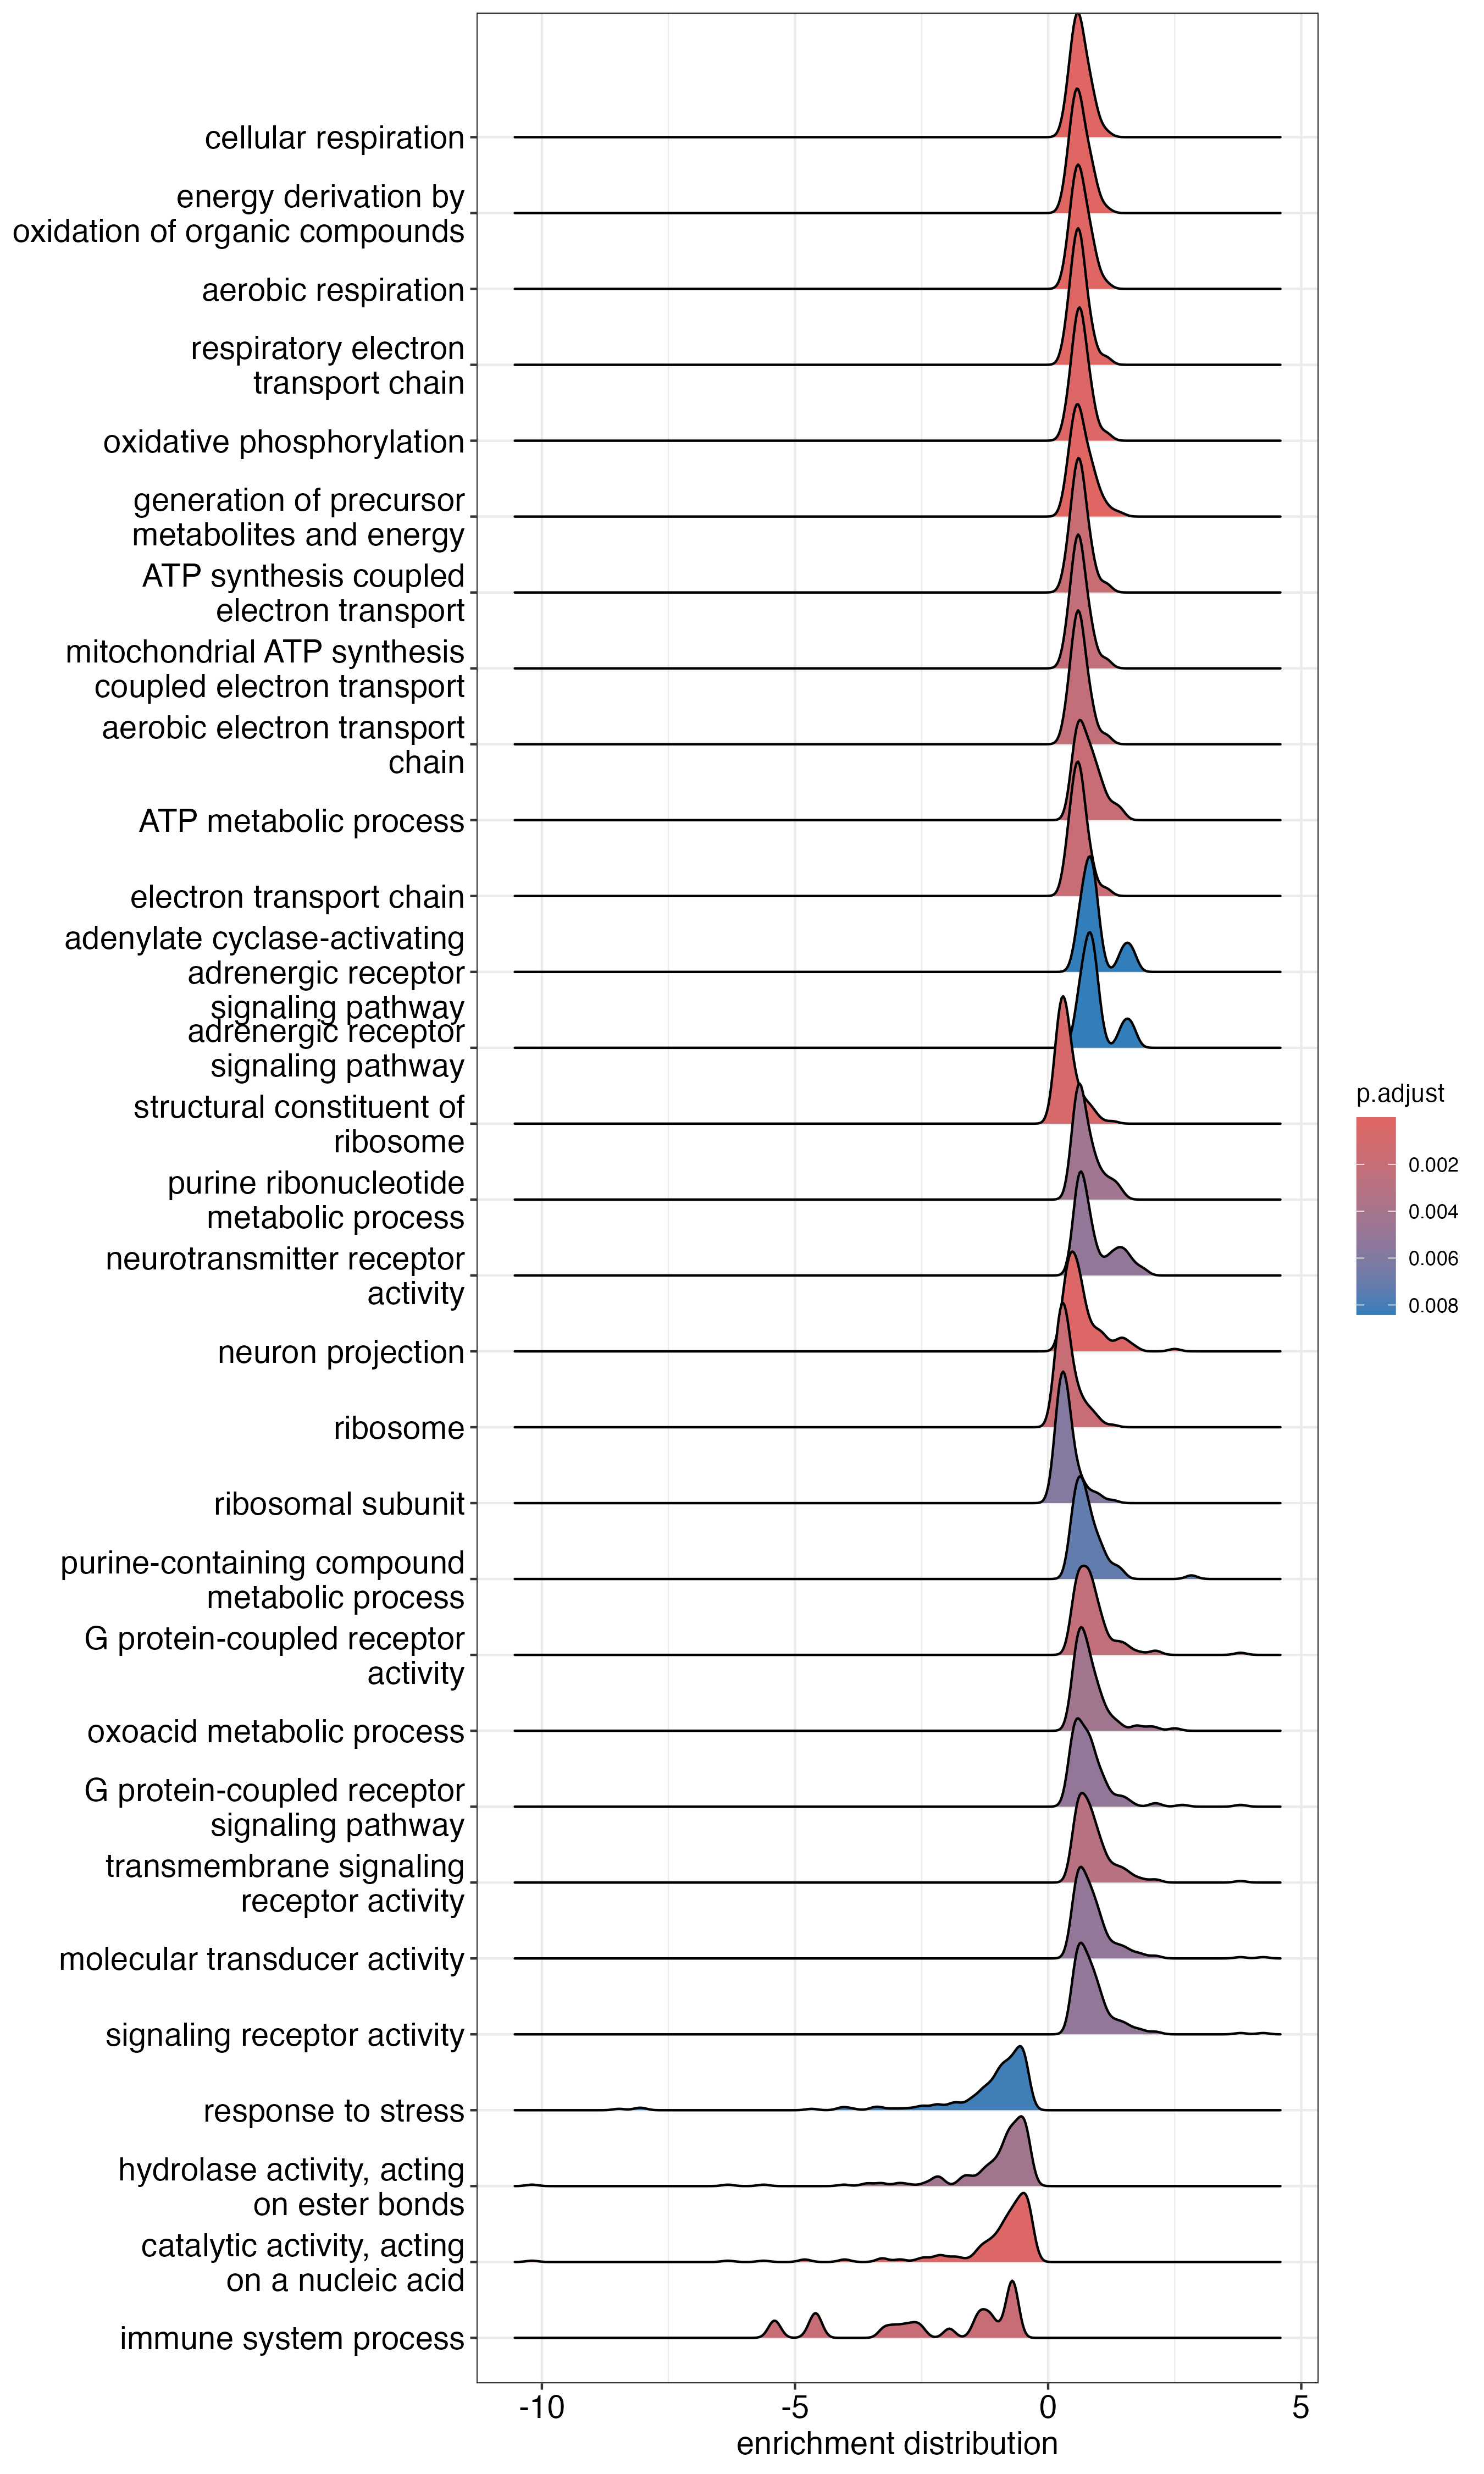 cellular respiration
energy derivation by
oxidation of organic compounds
aerobic respiration
respiratory electron
transport chain
oxidative phosphorylation
generation of precursor
metabolites and energy
ATP synthesis coupled
electron transport
mitochondrial ATP synthesis
coupled electron transport
aerobic electron transport
chain
ATP metabolic process
electron transport chain
adenylate cyclase-activating
adrenergic receptor
signaling pathway
adrenergic receptor
signaling pathway
structural constituent of
ribosome
purine ribonucleotide
metabolic process
neurotransmitter receptor
activity
neuron projection
ribosome
ribosomal subunit
purine-containing compound
metabolic process
G protein-coupled receptor
activity
oxoacid metabolic process
G protein-coupled receptor
signaling pathway
transmembrane signaling
receptor activity
molecular transducer activity
signaling receptor activity
response to stress
hydrolase activity, acting
on ester bonds
catalytic activity, acting
on a nucleic acid
immune system process
-10 -5 0 5
enrichment distribution
p.adjust
0.002
0.004
0.006
0.008